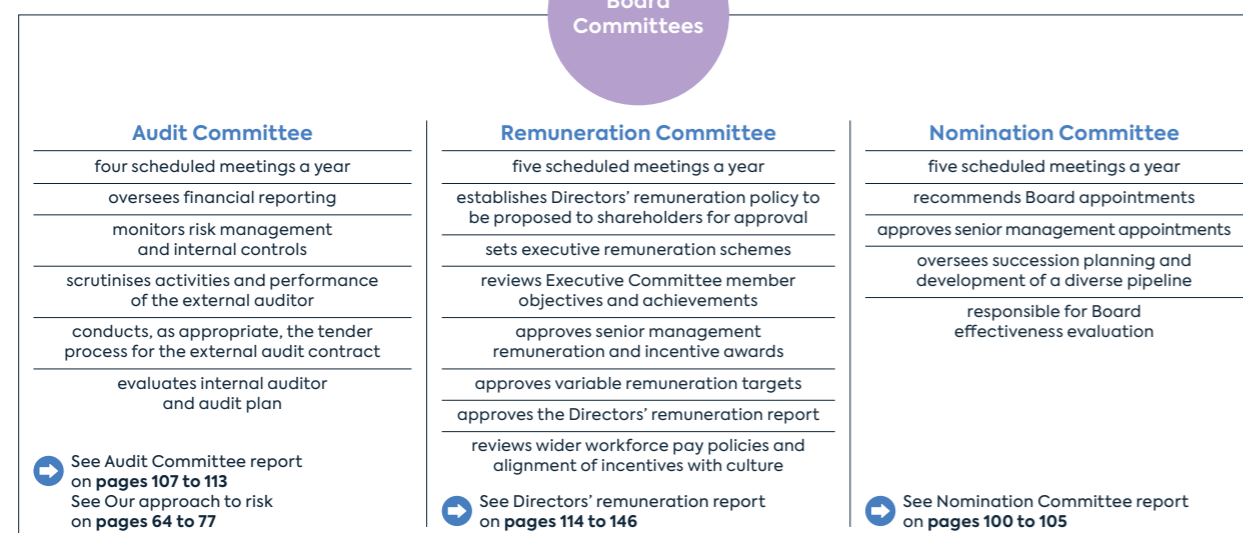 Board
Committees
Audit Committee
four scheduled meetings a year
oversees financial reporting
monitors risk management
and internal controls
scrutinises activities and performance
of the external auditor
conducts, as appropriate, the tender
process for the external audit contract
evaluates internal auditor
and audit plan
See Audit Committee report
on pages 107 to 113
See Our approach to risk
on pages 64 to 77
Remuneration Committee
five scheduled meetings a year
establishes Directors’ remuneration policy to
be proposed to shareholders for approval
sets executive remuneration schemes
reviews Executive Committee member
objectives and achievements
approves senior management
remuneration and incentive awards
approves variable remuneration targets
approves the Directors’ remuneration report
reviews wider workforce pay policies and
alignment of incentives with culture
See Directors’ remuneration report
on pages 114 to 146
Nomination Committee
five scheduled meetings a year
recommends Board appointments
approves senior management appointments
oversees succession planning and
development of a diverse pipeline
responsible for Board
effectiveness evaluation
See Nomination Committee report
on pages 100 to 105